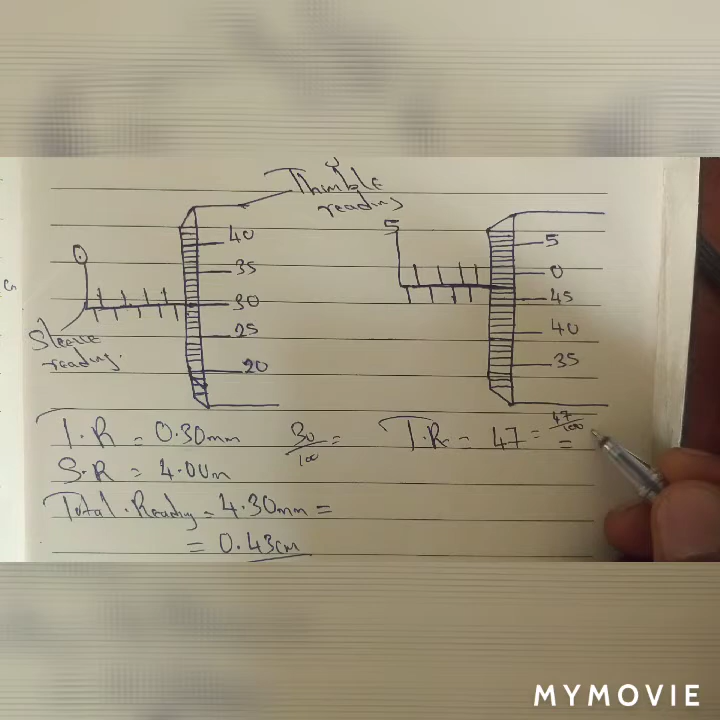 Thimble
reading
0
40
35
30
25
20
Sleeve
reading.
5
5
0
45
40
35
T.R = 0.30mm
30/100 =
S.R = 4.00m
Total.Reading = 4.30mm =
= 0.43cm
T.R = 47 = 47/100
=
MYMOVIE